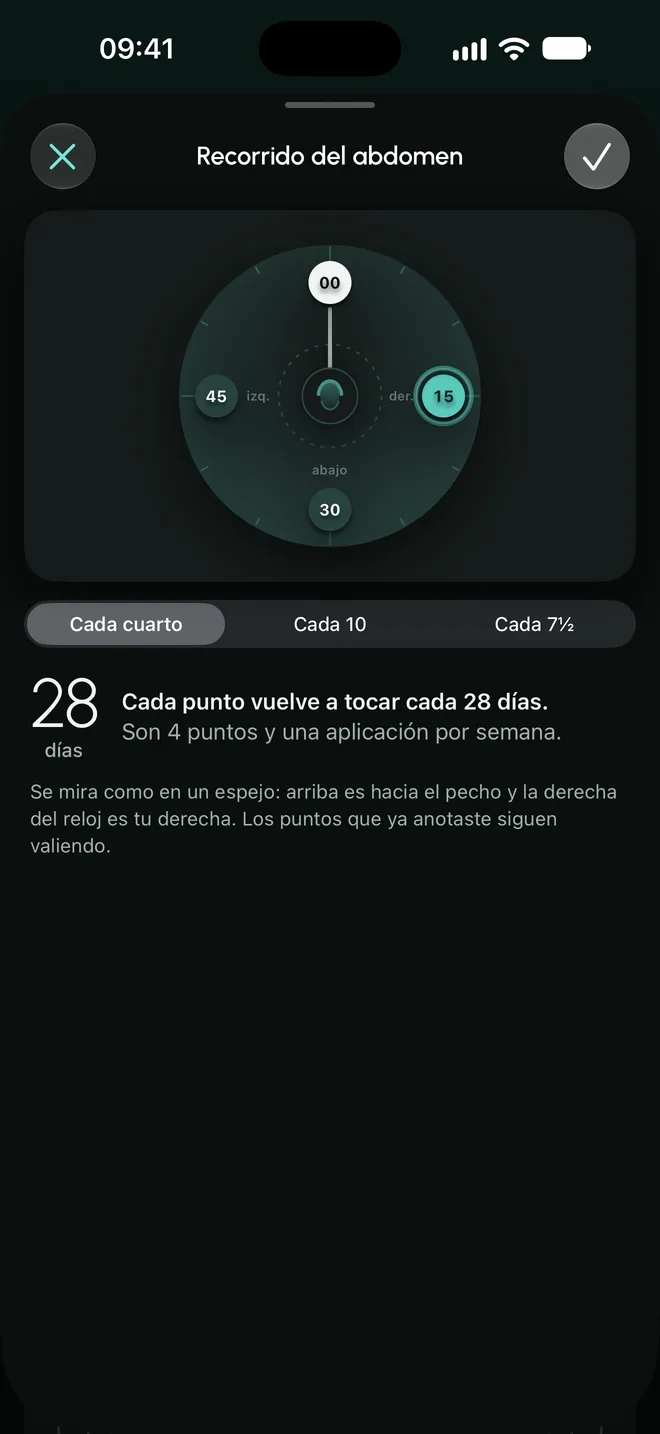 09:41
Recorrido del abdomen
00
45
izq.
der.
15
abajo
30
Cada cuarto
Cada 10
Cada 7½
28
días
Cada punto vuelve a tocar cada 28 días.
Son 4 puntos y una aplicación por semana.
Se mira como en un espejo: arriba es hacia el pecho y la derecha
del reloj es tu derecha. Los puntos que ya anotaste siguen
valiendo.